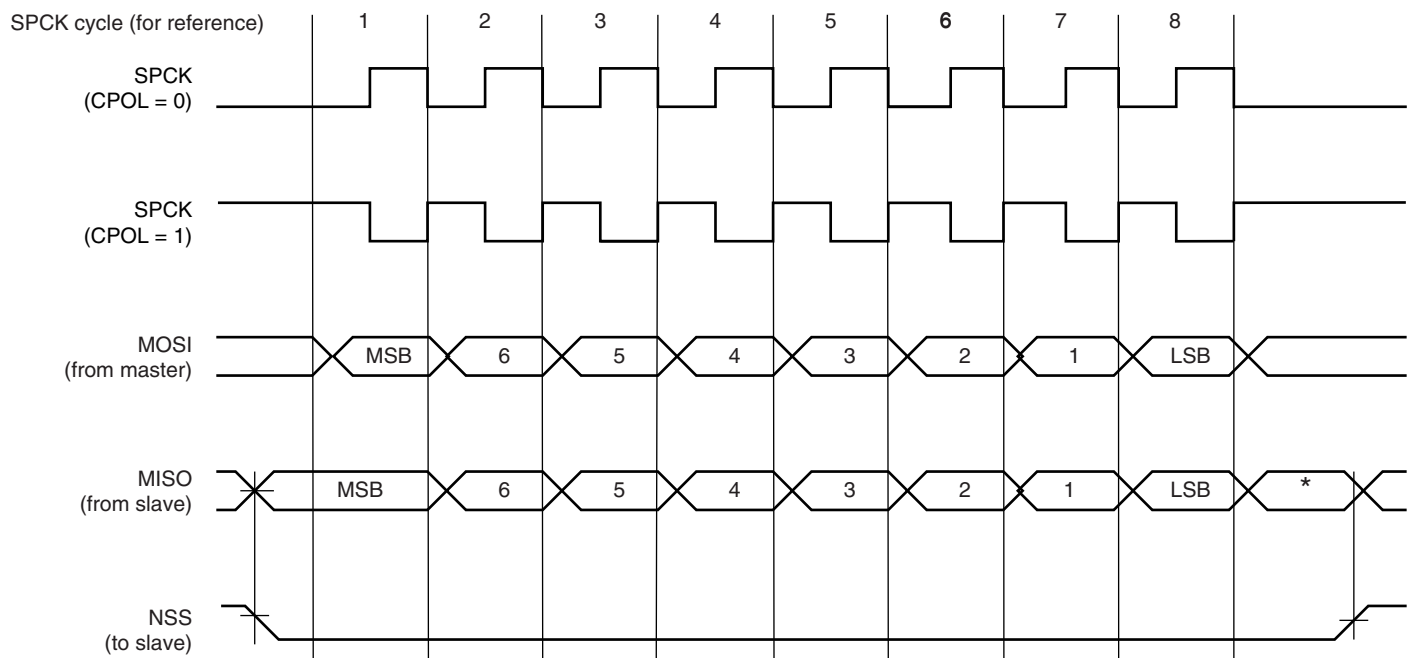 SPCK cycle (for reference) 1 2 3 4 5 6 7 8
SPCK
(CPOL = 0)
SPCK
(CPOL = 1)
MOSI
(from master)
MSB 6 5 4 3 2 1 LSB
MISO
(from slave)
MSB 6 5 4 3 2 1 LSB *
NSS
(to slave)